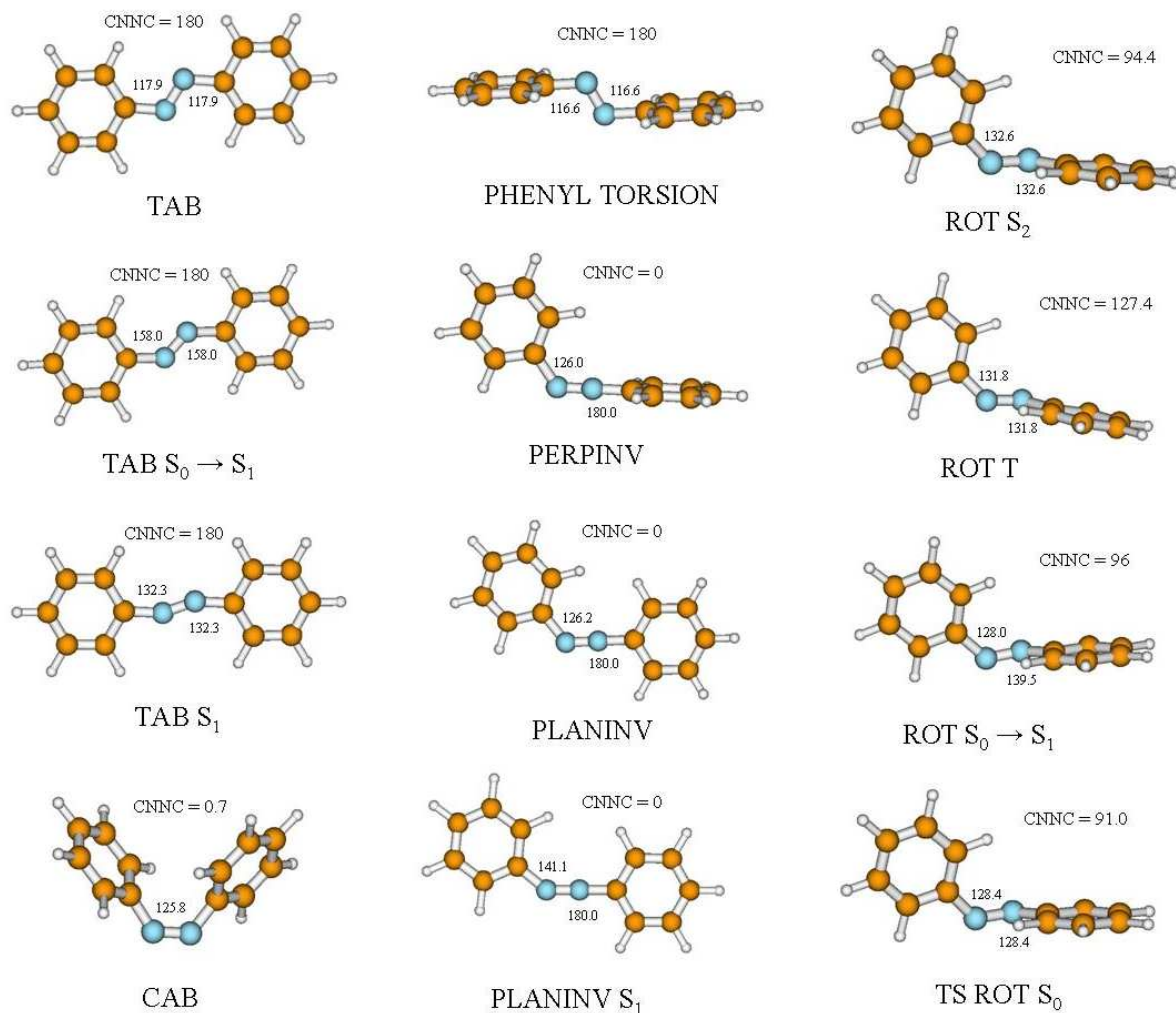 CNNC = 180
117.9
117.9
TAB
CNNC = 180
116.6
116.6
PHENYL TORSION
CNNC = 94.4
132.6
132.6
ROT S₂
CNNC = 180
158.0
158.0
TAB S₀ → S₁
CNNC = 0
126.0
180.0
PERPINV
CNNC = 127.4
131.8
131.8
ROT T
CNNC = 180
132.3
132.3
TAB S₁
CNNC = 0
126.2
180.0
PLANINV
CNNC = 96
128.0
139.5
ROT S₀ → S₁
CNNC = 0.7
125.8
CAB
CNNC = 0
141.1
180.0
PLANINV S₁
CNNC = 91.0
128.4
128.4
TS ROT S₀